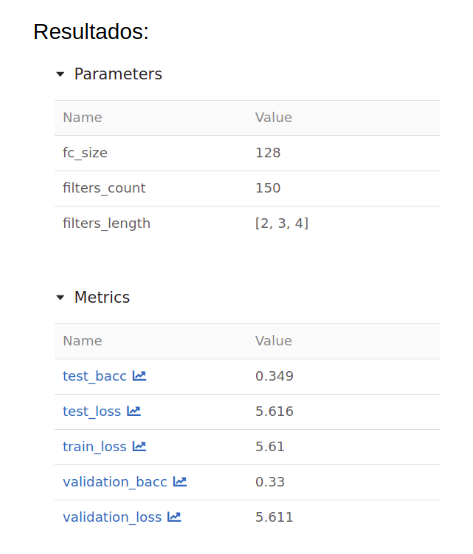 Resultados:
Parameters
Name Value
fc_size 128
filters_count 150
filters_length [2, 3, 4]
Metrics
Name Value
test_bacc 0.349
test_loss 5.616
train_loss 5.61
validation_bacc 0.33
validation_loss 5.611